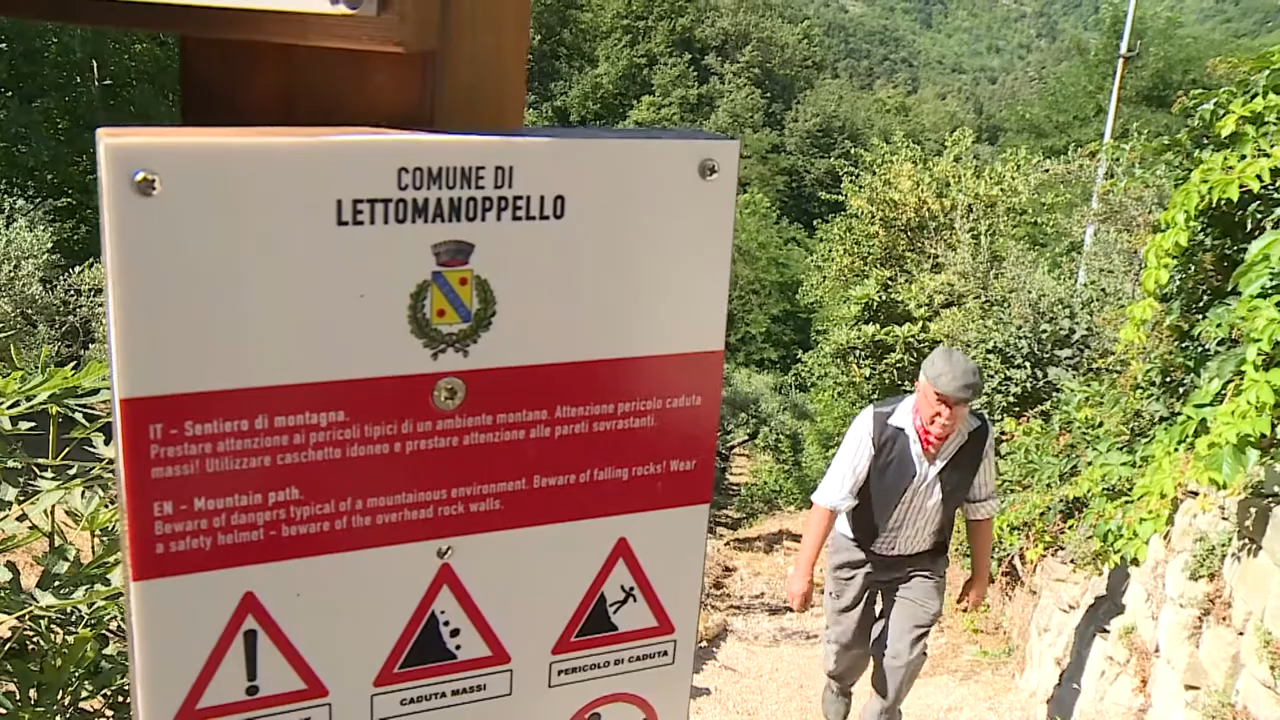 COMUNE DI
LETTOMANOPPELLO
IT - Sentiero di montagna.
Prestare attenzione ai pericoli tipici di un ambiente montano. Attenzione pericolo caduta
massi! Utilizzare caschetto idoneo e prestare attenzione alle pareti sovrastanti.
EN - Mountain path.
Beware of dangers typical of a mountainous environment. Beware of falling rocks! Wear
a safety helmet - beware of the overhead rock walls.
CADUTA MASSI
PERICOLO DI CADUTA